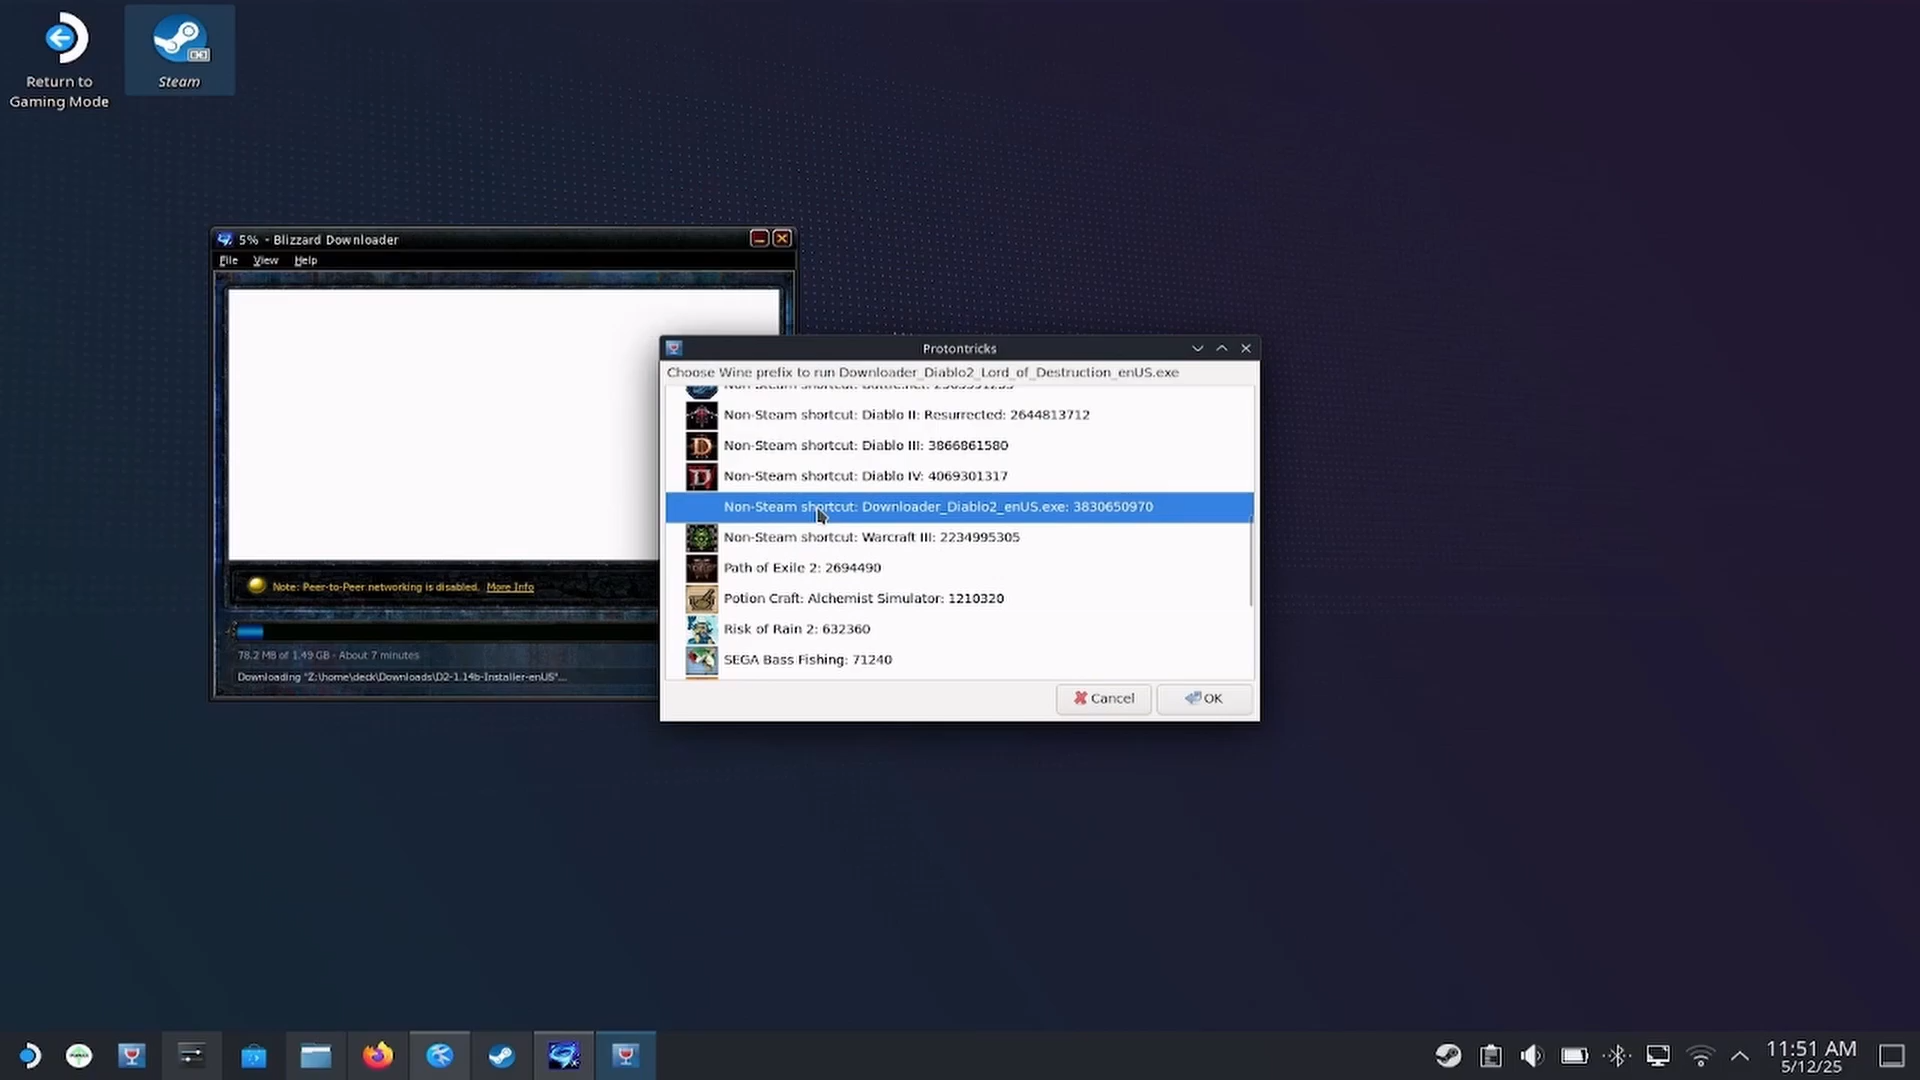 Return to
Gaming Mode
Steam
5% - Blizzard Downloader
File View Help
Note: Peer-to-Peer networking is disabled. More Info
78.2 MB of 1.49 GB - About 7 minutes
Downloading "Z:\home\deck\Downloads\D2-1.14b-Installer-enUS"...
Protontricks
Choose Wine prefix to run Downloader_Diablo2_Lord_of_Destruction_enUS.exe
Non-Steam shortcut:
Non-Steam shortcut: Diablo II: Resurrected: 2644813712
Non-Steam shortcut: Diablo III: 3866861580
Non-Steam shortcut: Diablo IV: 4069301317
Non-Steam shortcut: Downloader_Diablo2_enUS.exe: 3830650970
Non-Steam shortcut: Warcraft III: 2234995305
Path of Exile 2: 2694490
Potion Craft: Alchemist Simulator: 1210320
Risk of Rain 2: 632360
SEGA Bass Fishing: 71240
Cancel OK
11:51 AM
5/12/25